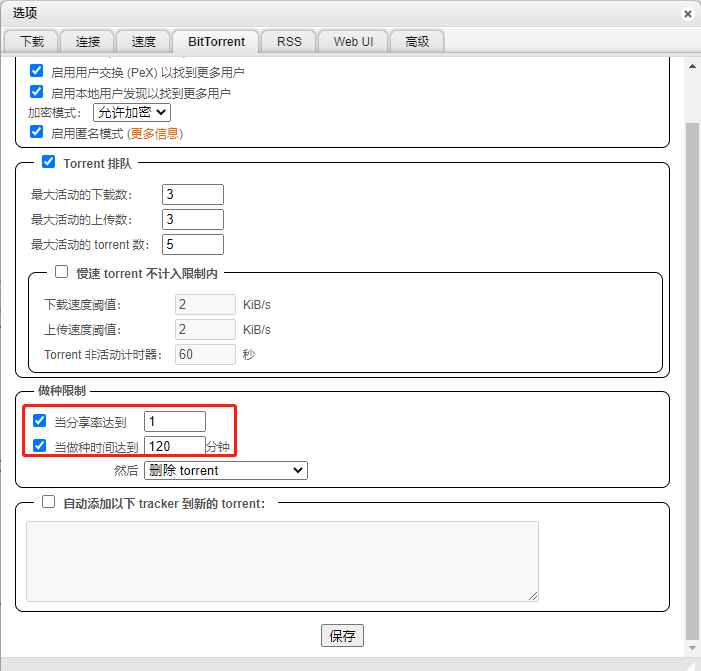 选项
下载 连接 速度 BitTorrent RSS Web UI 高级
启用用户交换 (PeX) 以找到更多用户
启用本地用户发现以找到更多用户
加密模式： 允许加密
启用匿名模式 (更多信息)
Torrent 排队
最大活动的下载数： 3
最大活动的上传数： 3
最大活动的 torrent 数： 5
慢速 torrent 不计入限制内
下载速度阈值： 2 KiB/s
上传速度阈值： 2 KiB/s
Torrent 非活动计时器： 60 秒
做种限制
当分享率达到 1
当做种时间达到 120 分钟
然后 删除 torrent
自动添加以下 tracker 到新的 torrent：
保存